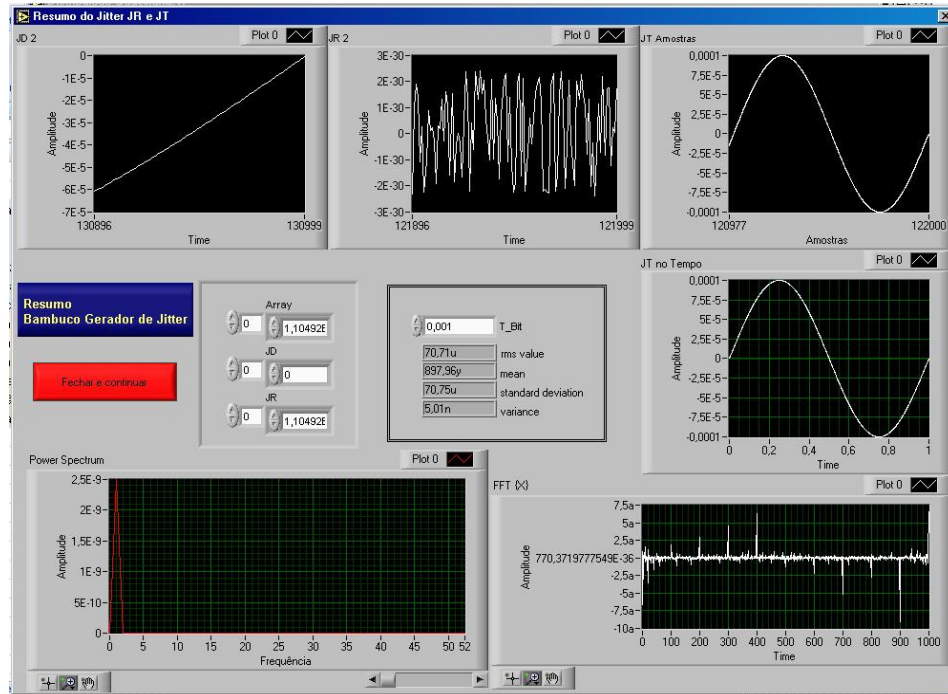 Resumo do Jitter JR e JT
JD 2
Plot 0
Amplitude
0-
-1E-5-
-2E-5-
-3E-5-
-4E-5-
-5E-5-
-6E-5-
-7E-5-
130896
130999
Time
JR 2
Plot 0
Amplitude
3E-30-
2E-30-
1E-30-
0-
-1E-30-
-2E-30-
-3E-30-
121896
121999
Time
JT Amostras
Plot 0
Amplitude
0,0001-
7,5E-5-
5E-5-
2,5E-5-
0-
-2,5E-5-
-5E-5-
-7,5E-5-
-0,0001-
120977
122000
Amostras
Resumo
Bambuco Gerador de Jitter
Fechar e continuar
Array
0
1,10492E
JD
0
0
JR
0
1,10492E
0,001
T_Bit
70,71u
rms value
897,96y
mean
70,75u
standard deviation
5,01n
variance
JT no Tempo
Plot 0
Amplitude
0,0001-
7,5E-5-
5E-5-
2,5E-5-
0-
-2,5E-5-
-5E-5-
-7,5E-5-
-0,0001-
0 0,2 0,4 0,6 0,8 1
Time
Power Spectrum
Plot 0
Amplitude
2,5E-9-
2E-9-
1,5E-9-
1E-9-
5E-10-
0-
0 5 10 15 20 25 30 35 40 45 50 52
Frequência
FFT {X}
Plot 0
Amplitude
7,5a-
5a-
2,5a-
770,3719777549E-36
-2,5a-
-5a-
-7,5a-
-10a-
0 100 200 300 400 500 600 700 800 900 1000
Time